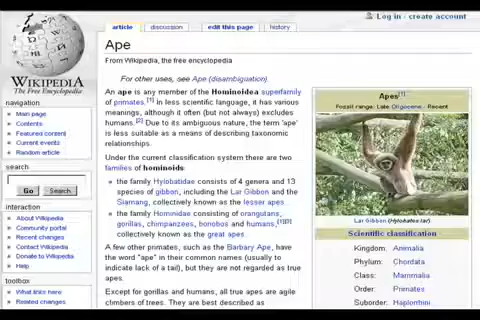 Log in / create account
article
discussion
edit this page
history
WIKIPEDIA
The Free Encyclopedia
navigation
Main page
Contents
Featured content
Current events
Random article
search
Go
Search
interaction
About Wikipedia
Community portal
Recent changes
Contact Wikipedia
Donate to Wikipedia
Help
toolbox
What links here
Related changes
Ape
From Wikipedia, the free encyclopedia
For other uses, see Ape (disambiguation).
An ape is any member of the Hominoidea superfamily
of primates.[1] In less scientific language, it has various
meanings, although it often (but not always) excludes
humans.[2] Due to its ambiguous nature, the term 'ape'
is less suitable as a means of describing taxonomic
relationships.
Under the current classification system there are two
families of hominoids:
the family Hylobatidae consists of 4 genera and 13
species of gibbon, including the Lar Gibbon and the
Siamang, collectively known as the lesser apes.
the family Hominidae consisting of orangutans,
gorillas, chimpanzees, bonobos and humans,[1][3]
collectively known as the great apes.
A few other primates, such as the Barbary Ape, have
the word "ape" in their common names (usually to
indicate lack of a tail), but they are not regarded as true
apes.
Except for gorillas and humans, all true apes are agile
climbers of trees. They are best described as
Apes[1]
Fossil range: Late Oligocene - Recent
Lar Gibbon (Hylobates lar)
Scientific classification
Kingdom: Animalia
Phylum: Chordata
Class: Mammalia
Order: Primates
Suborder: Haplorrhini